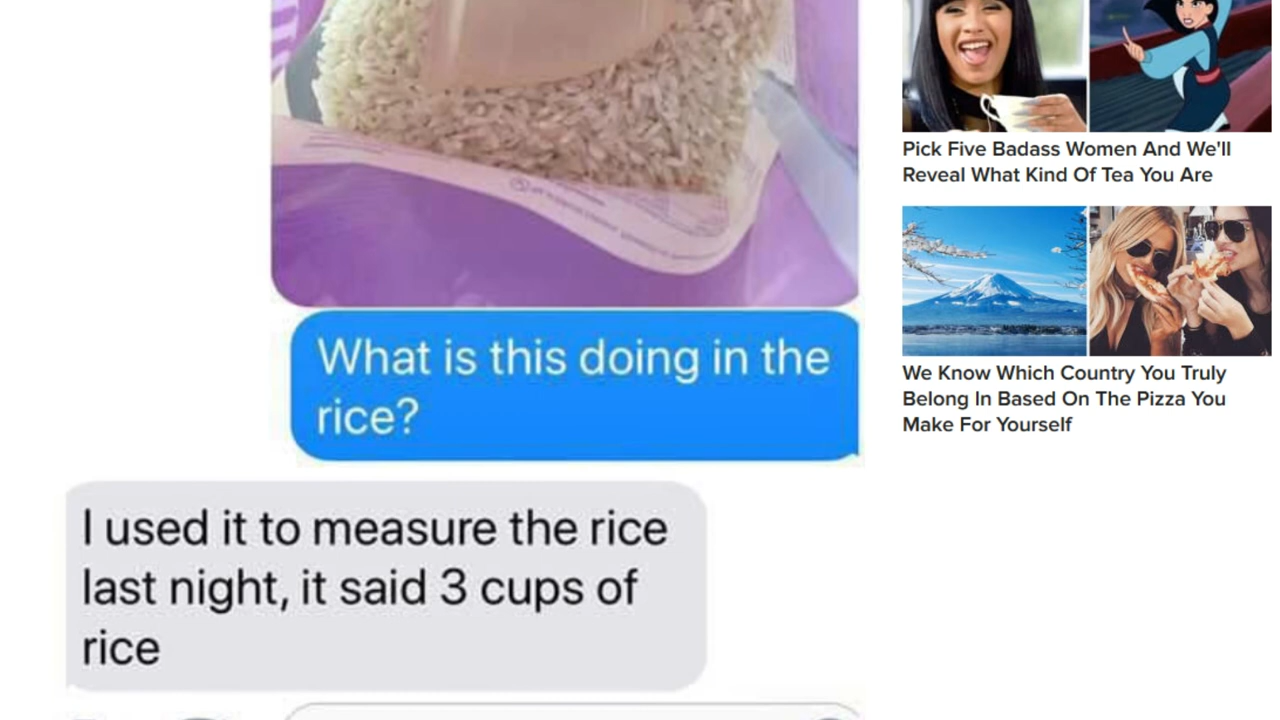 What is this doing in the
rice?
I used it to measure the rice
last night, it said 3 cups of
rice
Pick Five Badass Women And We'll
Reveal What Kind Of Tea You Are
We Know Which Country You Truly
Belong In Based On The Pizza You
Make For Yourself